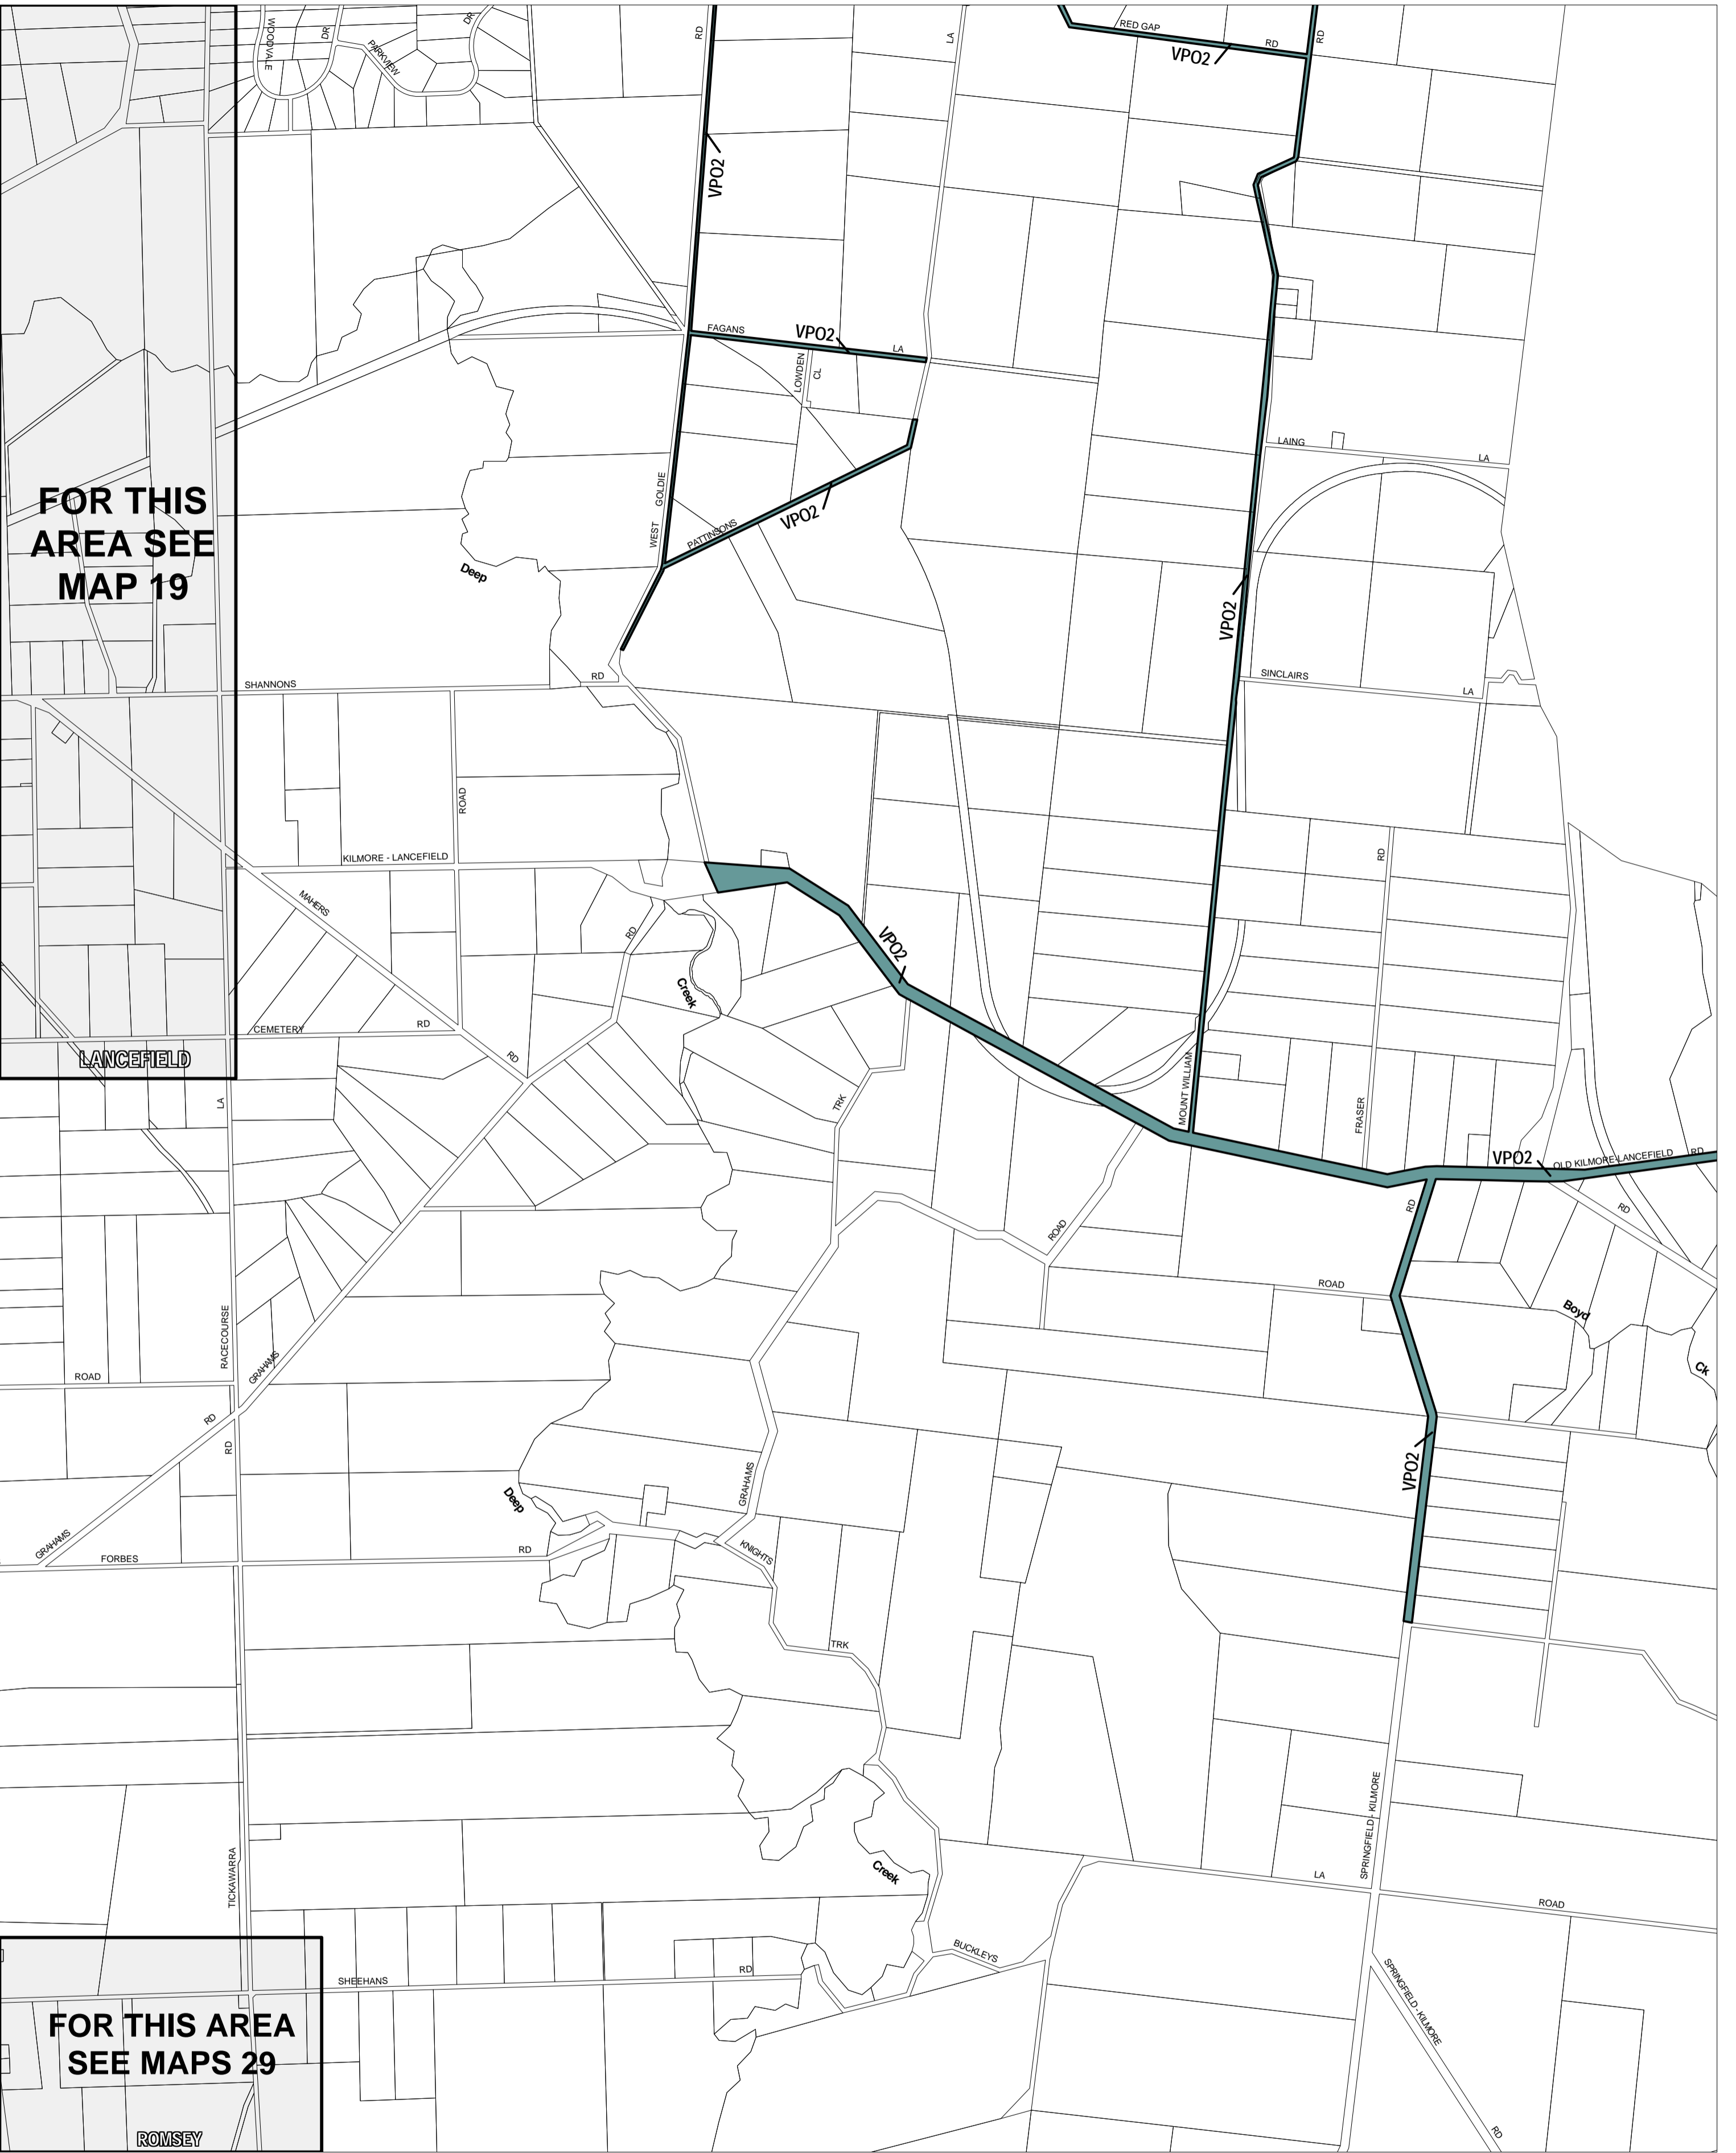 WOODVALE
DR
PARKVIEW
DR
RD
LA
RED GAP
RD
RD
VPO2
VPO2
FAGANS
VPO2
LA
LOWDEN
CL
LAING
LA
FOR THIS
AREA SEE
MAP 19
WEST
GOLDIE
PATTINSONS
VPO2
Deep
VPO2
SHANNONS
RD
SINCLAIRS
LA
ROAD
KILMORE - LANCEFIELD
RD
MAHERS
RD
VPO2
Creek
CEMETERY
RD
RD
LANCEFIELD
LA
TRK
MOUNT WILLIAM
FRASER
VPO2
OLD KILMORE-LANCEFIELD
RD
RD
RD
ROAD
ROAD
Boyd
Ck
RACECOURSE
GRAHAMS
ROAD
RD
RD
VPO2
GRAHAMS
Deep
GRAHAMS
FORBES
RD
KNIGHTS
TRK
SPRINGFIELD - KILMORE
TICKAWARRA
Creek
LA
ROAD
BUCKLEYS
SHEEHANS
RD
SPRINGFIELD - KILMORE
FOR THIS AREA
SEE MAPS 29
ROMSEY
RD